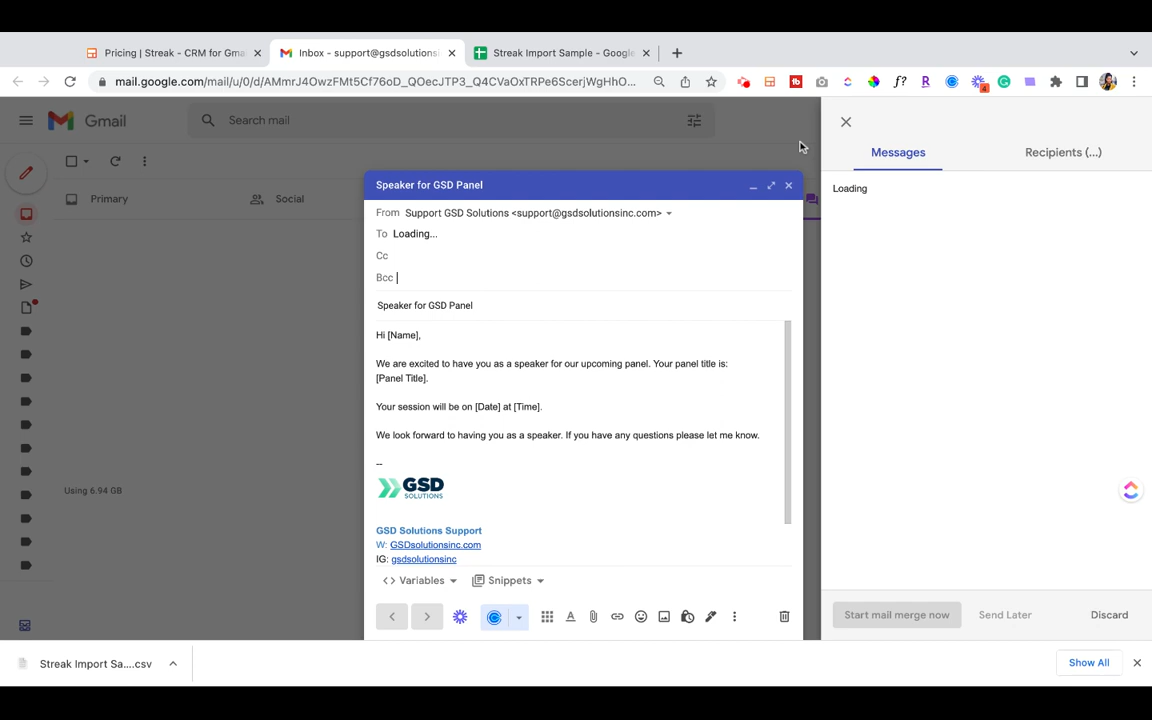 Pricing | Streak - CRM for Gma
Inbox - support@gsdsolutions
Streak Import Sample - Google
mail.google.com/mail/u/0/d/AMmrJ4OwzFMt5Cf76oD_QOecJTP3_Q4CVaOxTRPe6ScerjWgHhO...
f?
R
4
Gmail
Search mail
Messages
Recipients (...)
Loading
Primary
Social
Using 6.94 GB
Speaker for GSD Panel
From Support GSD Solutions <support@gsdsolutionsinc.com>
To Loading...
Cc
Bcc
Speaker for GSD Panel
Hi [Name],
We are excited to have you as a speaker for our upcoming panel. Your panel title is:
[Panel Title].
Your session will be on [Date] at [Time].
We look forward to having you as a speaker. If you have any questions please let me know.
--
GSD
SOLUTIONS
GSD Solutions Support
W: GSDsolutionsinc.com
IG: gsdsolutionsinc
Variables
Snippets
Start mail merge now
Send Later
Discard
Streak Import Sa....csv
Show All